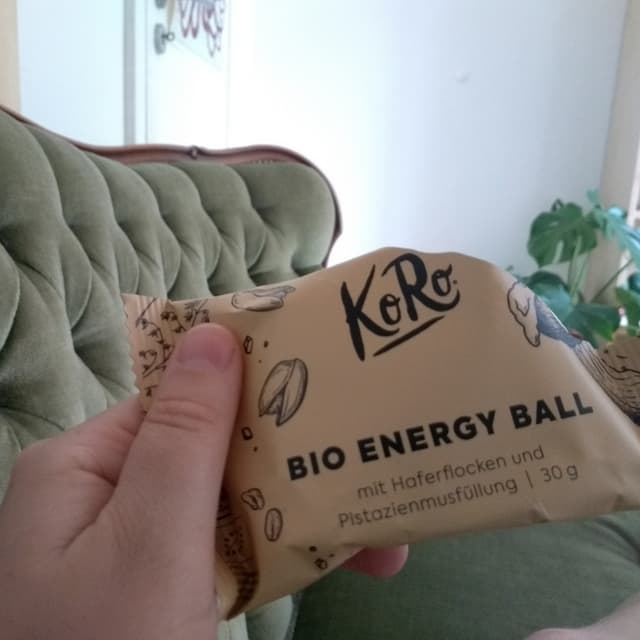 KoRo
BIO ENERGY BALL
mit Haferflocken und
Pistazienmusfüllung | 30 g